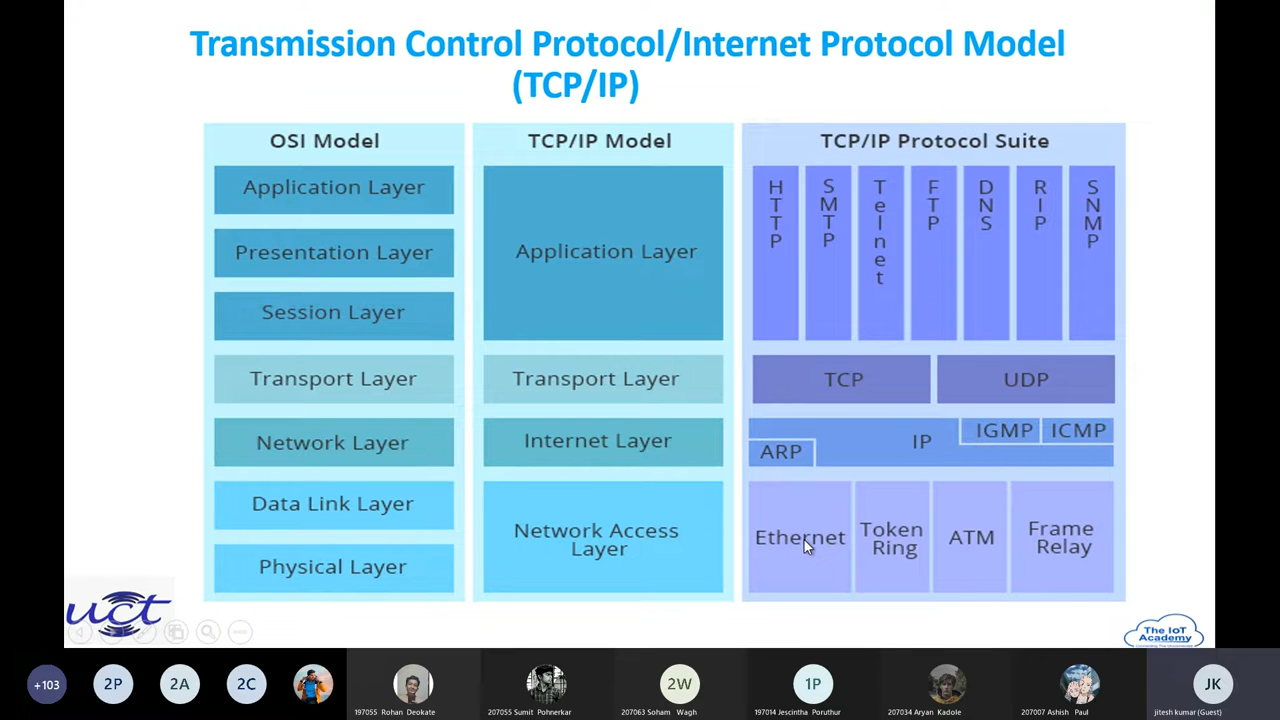 Transmission Control Protocol/Internet Protocol Model
(TCP/IP)
OSI Model
Application Layer
Presentation Layer
Session Layer
Transport Layer
Network Layer
Data Link Layer
Physical Layer
TCP/IP Model
Application Layer
Transport Layer
Internet Layer
Network Access
Layer
TCP/IP Protocol Suite
HTTP
SMTP
Telnet
FTP
DNS
RIP
SNMP
TCP
UDP
ARP
IP
IGMP
ICMP
Ethernet
Token
Ring
ATM
Frame
Relay
uct
The IoT
Academy
+103
2P
2A
2C
197055 Rohan Deokate
207055 Sumit Pohnerkar
2W
207063 Soham Wagh
1P
197014 Jescintha Poruthur
207034 Aryan Kadole
207007 Ashish Paul
JK
jitesh kumar (Guest)